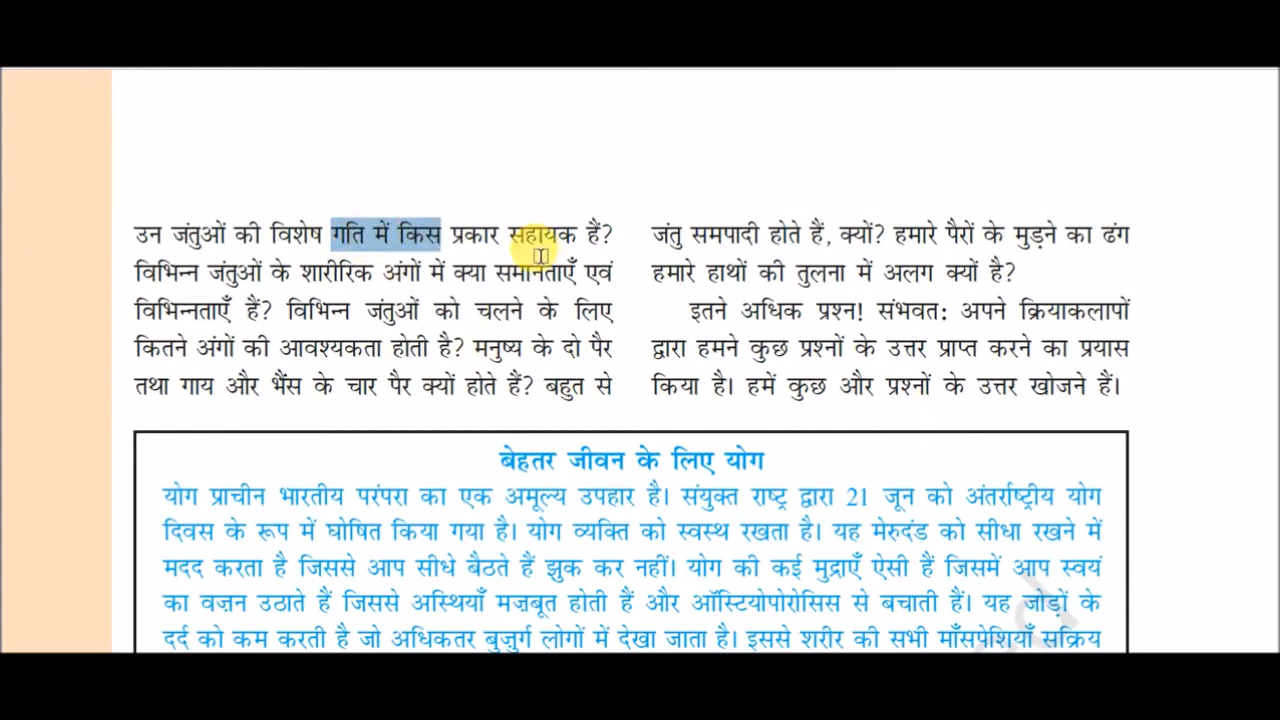 उन जंतुओं की विशेष गति में किस प्रकार सहायक हैं?
विभिन्न जंतुओं के शारीरिक अंगों में क्या समानताएँ एवं
विभिन्नताएँ हैं? विभिन्न जंतुओं को चलने के लिए
कितने अंगों की आवश्यकता होती है? मनुष्य के दो पैर
तथा गाय और भैंस के चार पैर क्यों होते हैं? बहुत से
जंतु समपादी होते हैं, क्यों? हमारे पैरों के मुड़ने का ढंग
हमारे हाथों की तुलना में अलग क्यों है?
इतने अधिक प्रश्न! संभवत: अपने क्रियाकलापों
द्वारा हमने कुछ प्रश्नों के उत्तर प्राप्त करने का प्रयास
किया है। हमें कुछ और प्रश्नों के उत्तर खोजने हैं।
बेहतर जीवन के लिए योग
योग प्राचीन भारतीय परंपरा का एक अमूल्य उपहार है। संयुक्त राष्ट्र द्वारा 21 जून को अंतर्राष्ट्रीय योग
दिवस के रूप में घोषित किया गया है। योग व्यक्ति को स्वस्थ रखता है। यह मेरुदंड को सीधा रखने में
मदद करता है जिससे आप सीधे बैठते हैं झुक कर नहीं। योग की कई मुद्राएँ ऐसी हैं जिसमें आप स्वयं
का वज़न उठाते हैं जिससे अस्थियाँ मज़बूत होती हैं और ऑस्टियोपोरोसिस से बचाती हैं। यह जोड़ों के
दर्द को कम करती है जो अधिकतर बुज़ुर्ग लोगों में देखा जाता है। इससे शरीर की सभी माँसपेशियाँ सक्रिय